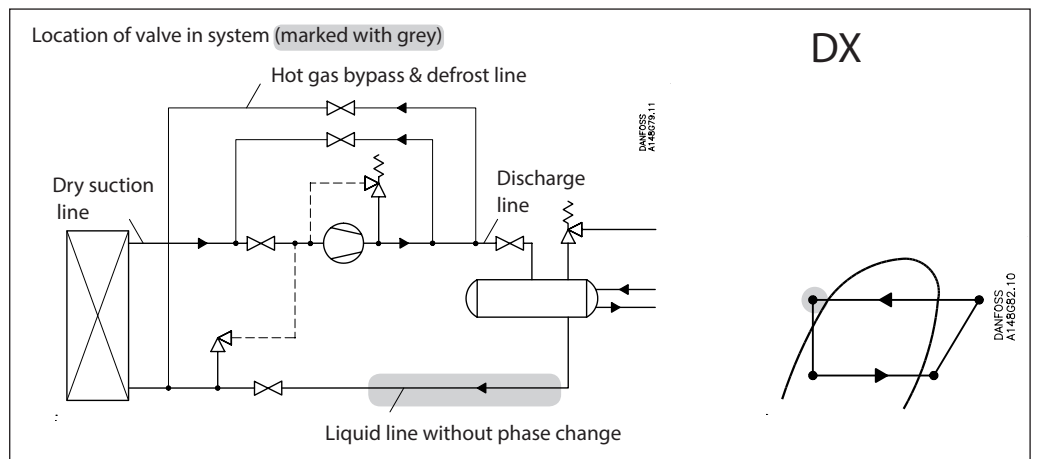 Location of valve in system (marked with grey)
DX
Hot gas bypass & defrost line
DANFOSS
A148G79.11
Dry suction
line
Discharge
line
DANFOSS
A148G82.10
Liquid line without phase change